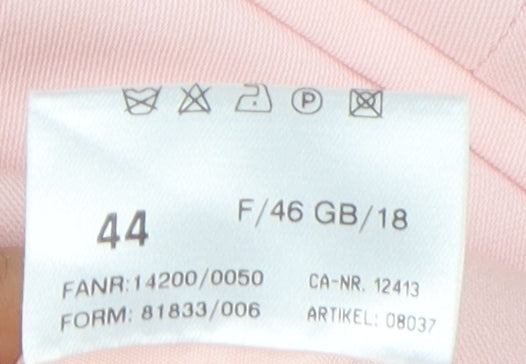 P
44 F/46 GB/18
FANR:14200/0050 CA-NR. 12413
FORM: 81833/006 ARTIKEL: 08037